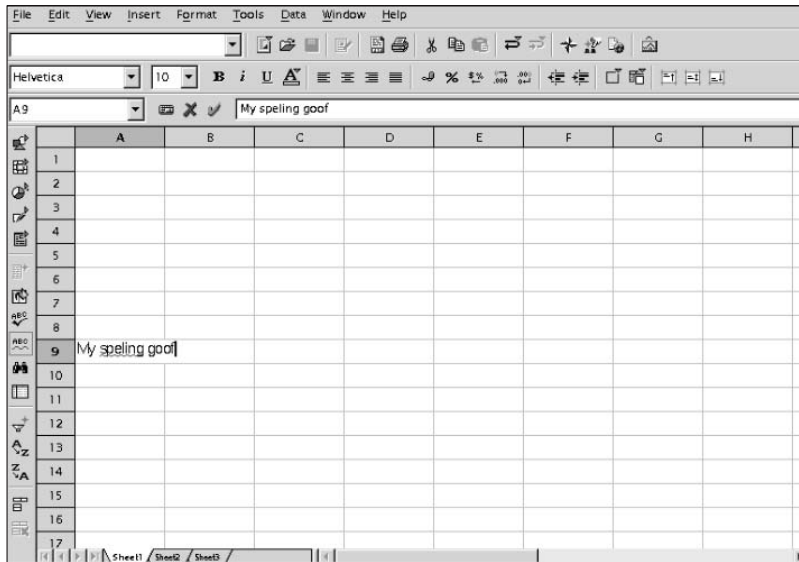 File Edit View Insert Format Tools Data Window Help
Helvetica 10 B i U A
A9 My speling goof
A B C D E F G H
1
2
3
4
5
6
7
8
9 My speling goof
10
11
12
13
14
15
16
17
Sheet1 Sheet2 Sheet3